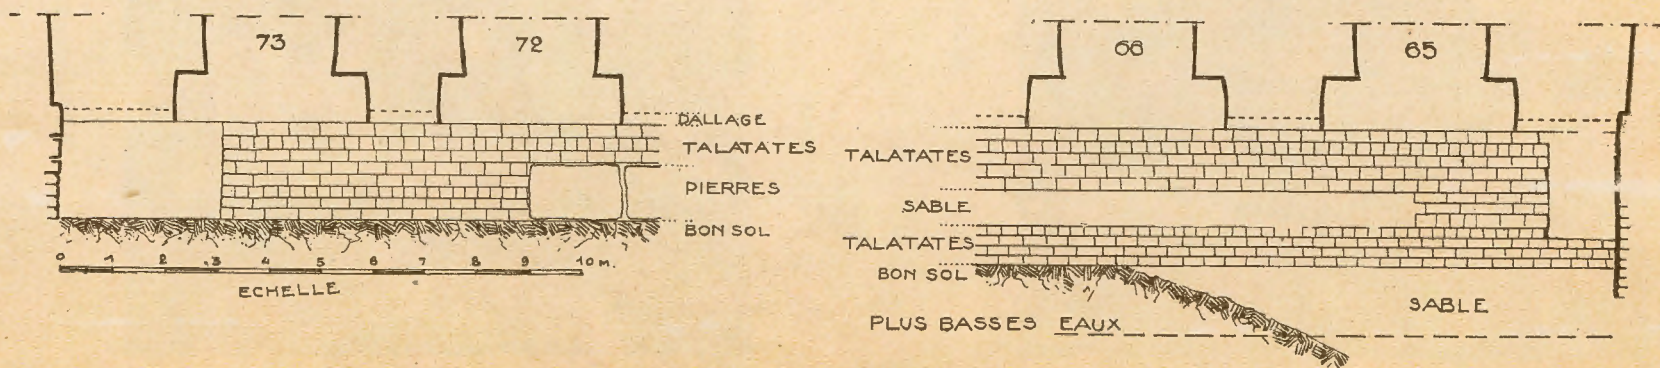 73 72
DALLAGE
TALATATES
PIERRES
BON SOL
0 1 2 3 4 5 6 7 8 9 10 m.
ECHELLE
66 65
TALATATES
SABLE
TALATATES
BON SOL
SABLE
PLUS BASSES EAUX